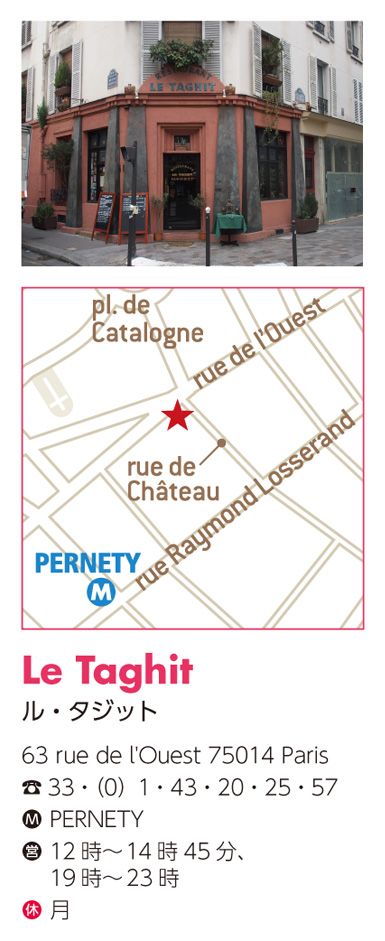 RESTAURANT
LE TAGHIT
LE TAGHIT
pl. de
Catalogne
rue de l'Ouest
rue de
Château
rue Raymond Losserand
PERNETY
M
Le Taghit
ル・タジット
63 rue de l'Ouest 75014 Paris
☎ 33・(0) 1・43・20・25・57
M PERNETY
営 12時〜14時45分、
19時〜23時
休 月